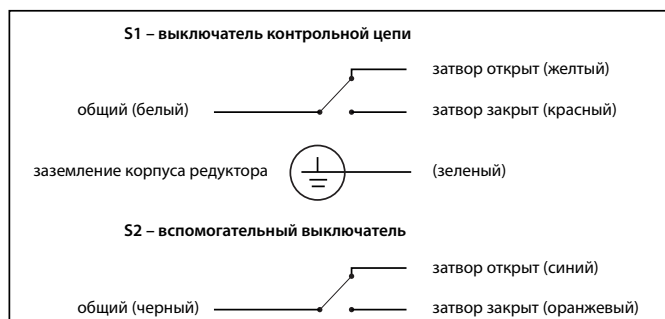 S1 – выключатель контрольной цепи
затвор открыт (желтый)
общий (белый)
затвор закрыт (красный)
заземление корпуса редуктора
(зеленый)
S2 – вспомогательный выключатель
затвор открыт (синий)
общий (черный)
затвор закрыт (оранжевый)